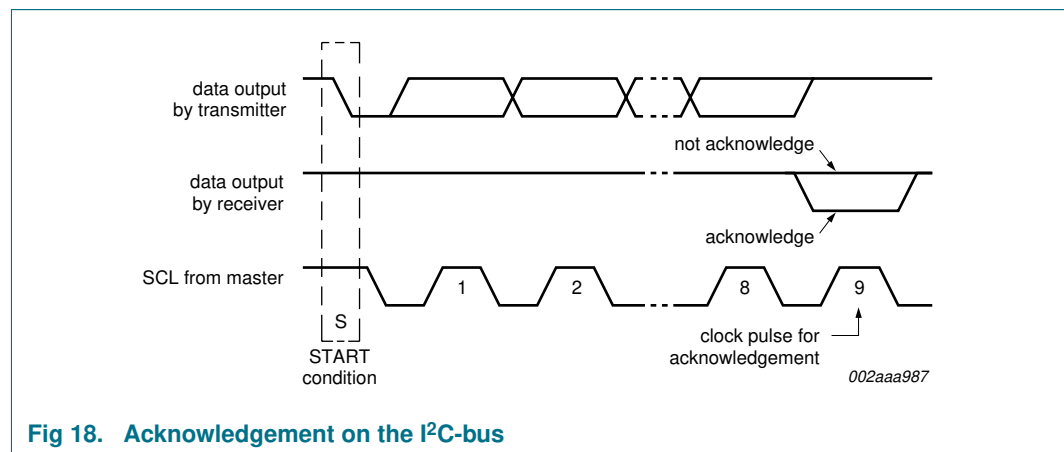 data output
by transmitter
not acknowledge
data output
by receiver
acknowledge
SCL from master
1
2
8
9
S
START
condition
clock pulse for
acknowledgement
002aaa987
Fig 18. Acknowledgement on the I²C-bus